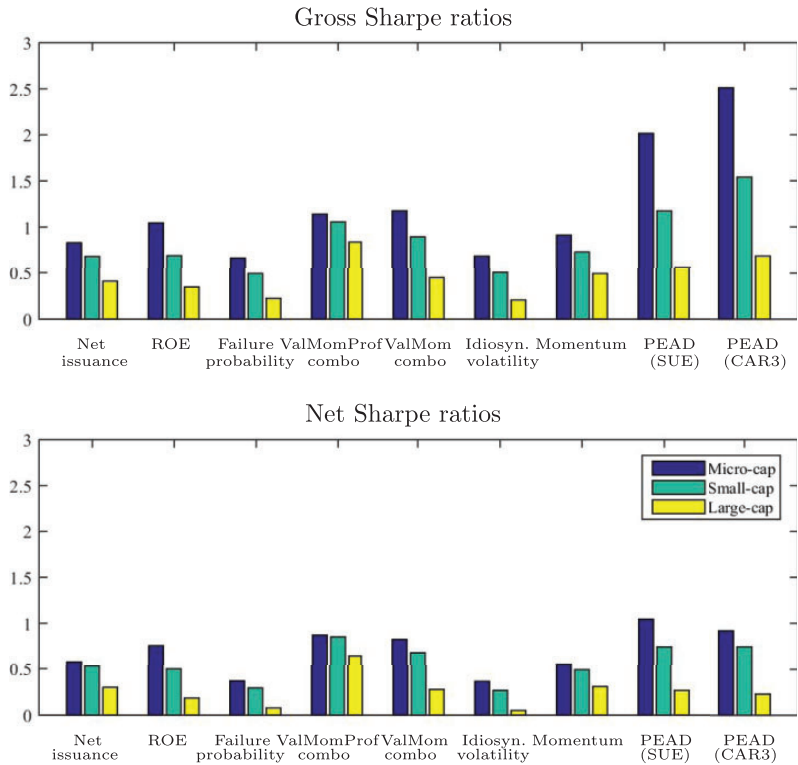 Gross Sharpe ratios
3
2.5
2
1.5
1
0.5
0
Net issuance
ROE
Failure probability
ValMomProf combo
ValMom combo
Idiosyn. volatility
Momentum
PEAD (SUE)
PEAD (CAR3)
Net Sharpe ratios
3
2.5
2
1.5
1
0.5
0
Micro-cap
Small-cap
Large-cap
Net issuance
ROE
Failure probability
ValMomProf combo
ValMom combo
Idiosyn. volatility
Momentum
PEAD (SUE)
PEAD (CAR3)